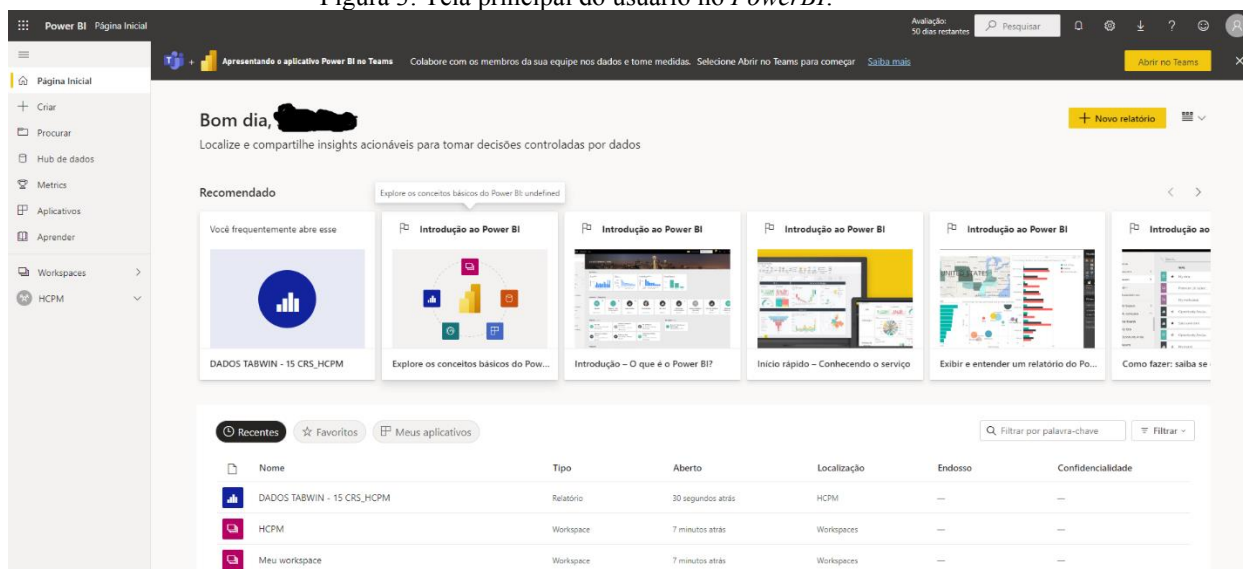 Figura 3: Tela principal do usuário no PowerBI.
Power BI Página Inicial
Avaliação:
50 dias restantes
Pesquisar
Apresentando o aplicativo Power BI no Teams Colabore com os membros da sua equipe nos dados e tome medidas. Selecione Abrir no Teams para começar Saiba mais
Abrir no Teams
Página Inicial
Criar
Procurar
Hub de dados
Metrics
Aplicativos
Aprender
Workspaces
HCPM
Bom dia,
Novo relatório
Localize e compartilhe insights acionáveis para tomar decisões controladas por dados
Recomendado
Explore os conceitos básicos do Power BI: undefined
Você frequentemente abre esse
Introdução ao Power BI
Introdução ao Power BI
Introdução ao Power BI
Introdução ao Power BI
Introdução ao
UNITED STATES
DADOS TABWIN - 15 CRS_HCPM
Explore os conceitos básicos do Pow...
Introdução – O que é o Power BI?
Início rápido – Conhecendo o serviço
Exibir e entender um relatório do Po...
Como fazer: saiba se
Recentes
Favoritos
Meus aplicativos
Filtrar por palavra-chave
Filtrar
Nome Tipo Aberto Localização Endosso Confidencialidade
DADOS TABWIN - 15 CRS_HCPM Relatório 30 segundos atrás HCPM — —
HCPM Workspace 7 minutos atrás Workspaces — —
Meu workspace Workspace 7 minutos atrás Workspaces — —